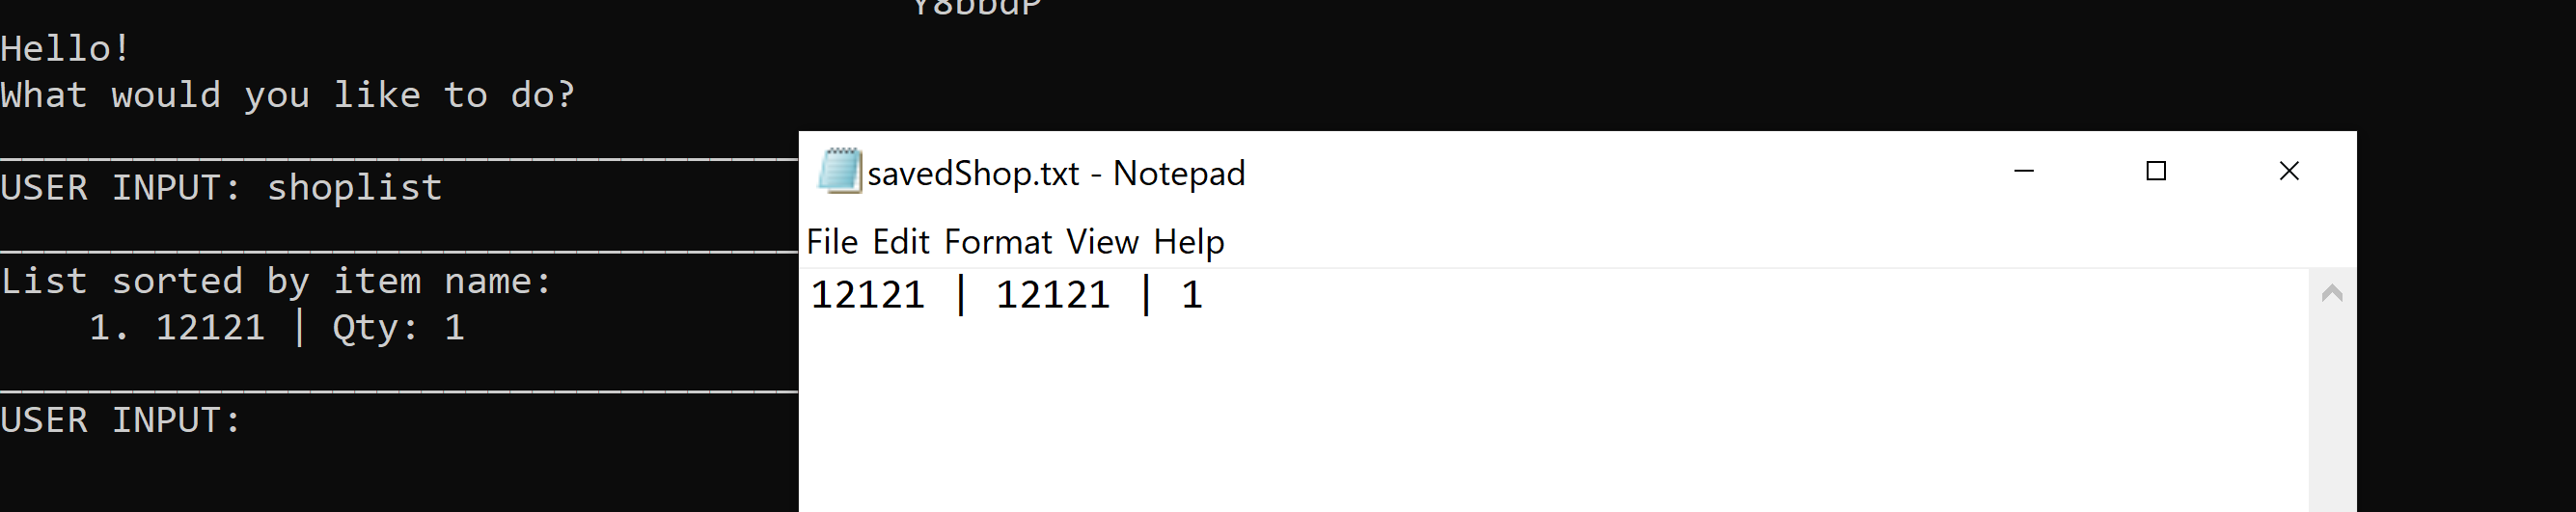 Y8bbdP
Hello!
What would you like to do?
USER INPUT: shoplist
List sorted by item name:
1. 12121 | Qty: 1
USER INPUT:
savedShop.txt - Notepad
File Edit Format View Help
12121 | 12121 | 1